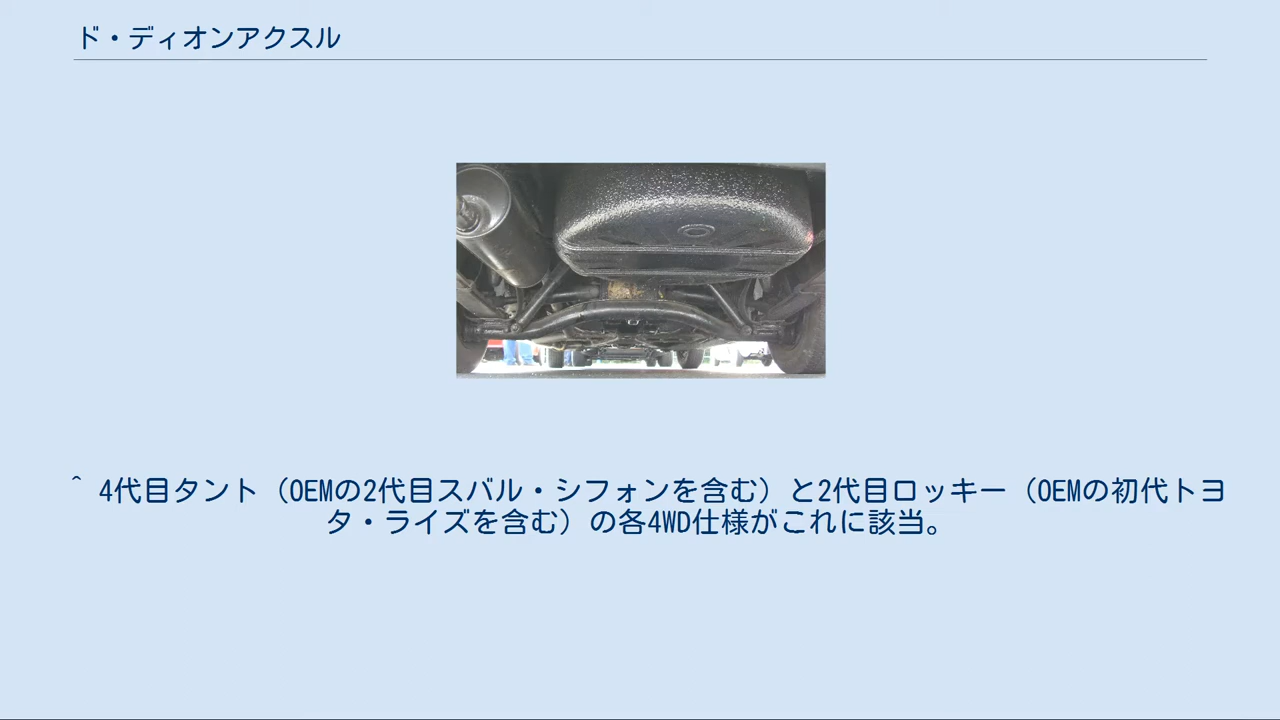 ド・ディオンアクスル
^ 4代目タント（OEMの2代目スバル・シフォンを含む）と2代目ロッキー（OEMの初代トヨ
タ・ライズを含む）の各4WD仕様がこれに該当。